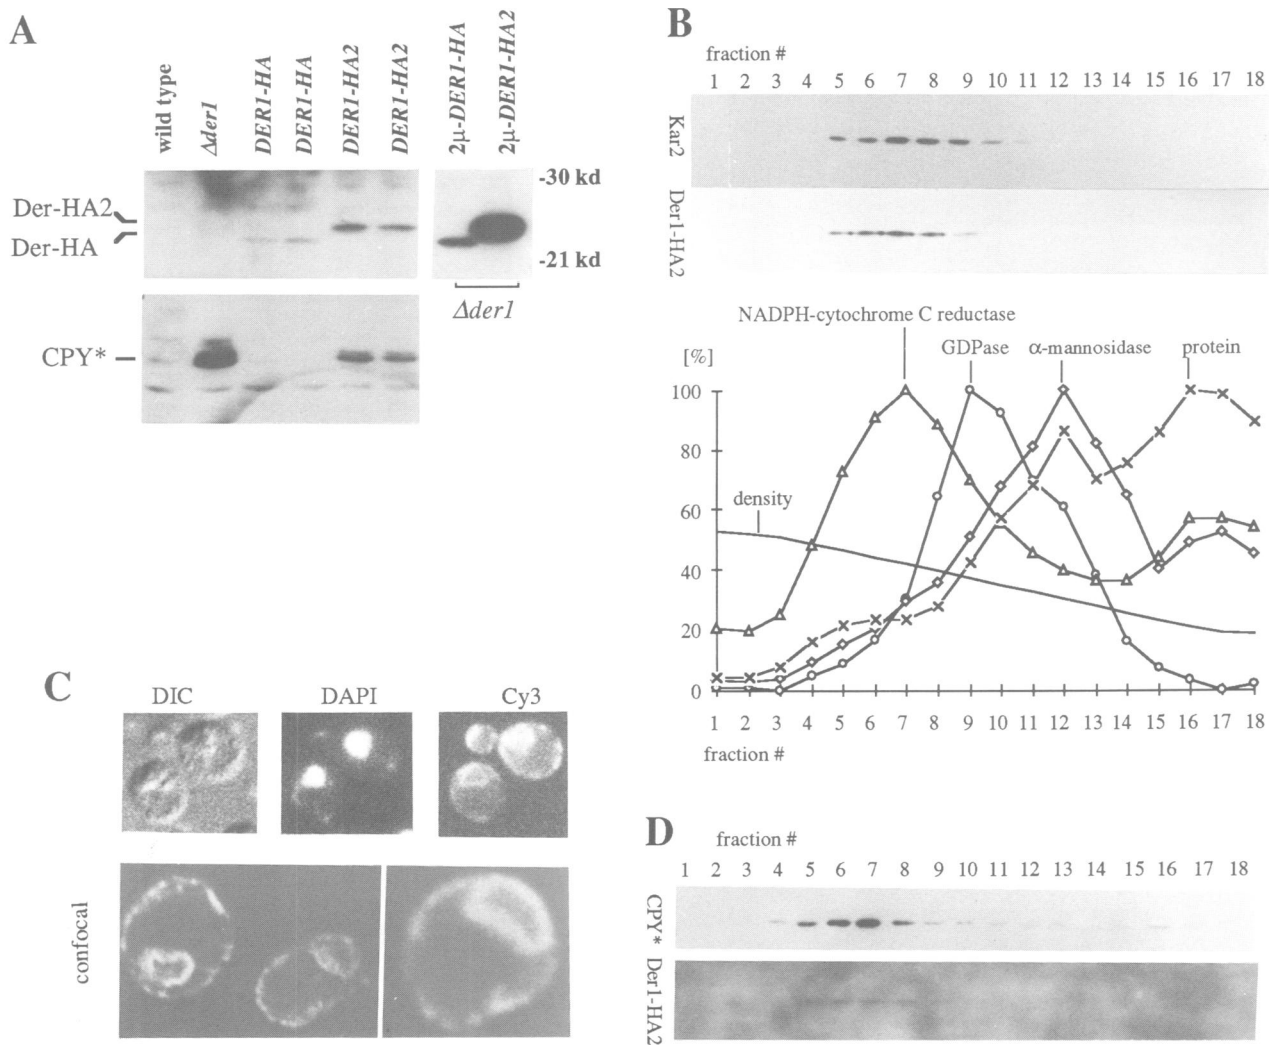 A
wild type
Δder1
DER1-HA
DER1-HA
DER1-HA2
DER1-HA2
2μ-DER1-HA
2μ-DER1-HA2
Der-HA2
Der-HA
-30 kd
-21 kd
Δder1
CPY*
B
fraction #
1 2 3 4 5 6 7 8 9 10 11 12 13 14 15 16 17 18
Kar2
Der1-HA2
NADPH-cytochrome C reductase
GDPase α-mannosidase protein
[%]
100
80
density
60
40
20
0
1 2 3 4 5 6 7 8 9 10 11 12 13 14 15 16 17 18
fraction #
C
DIC DAPI Cy3
confocal
D
fraction #
1 2 3 4 5 6 7 8 9 10 11 12 13 14 15 16 17 18
CPY*
Der1-HA2